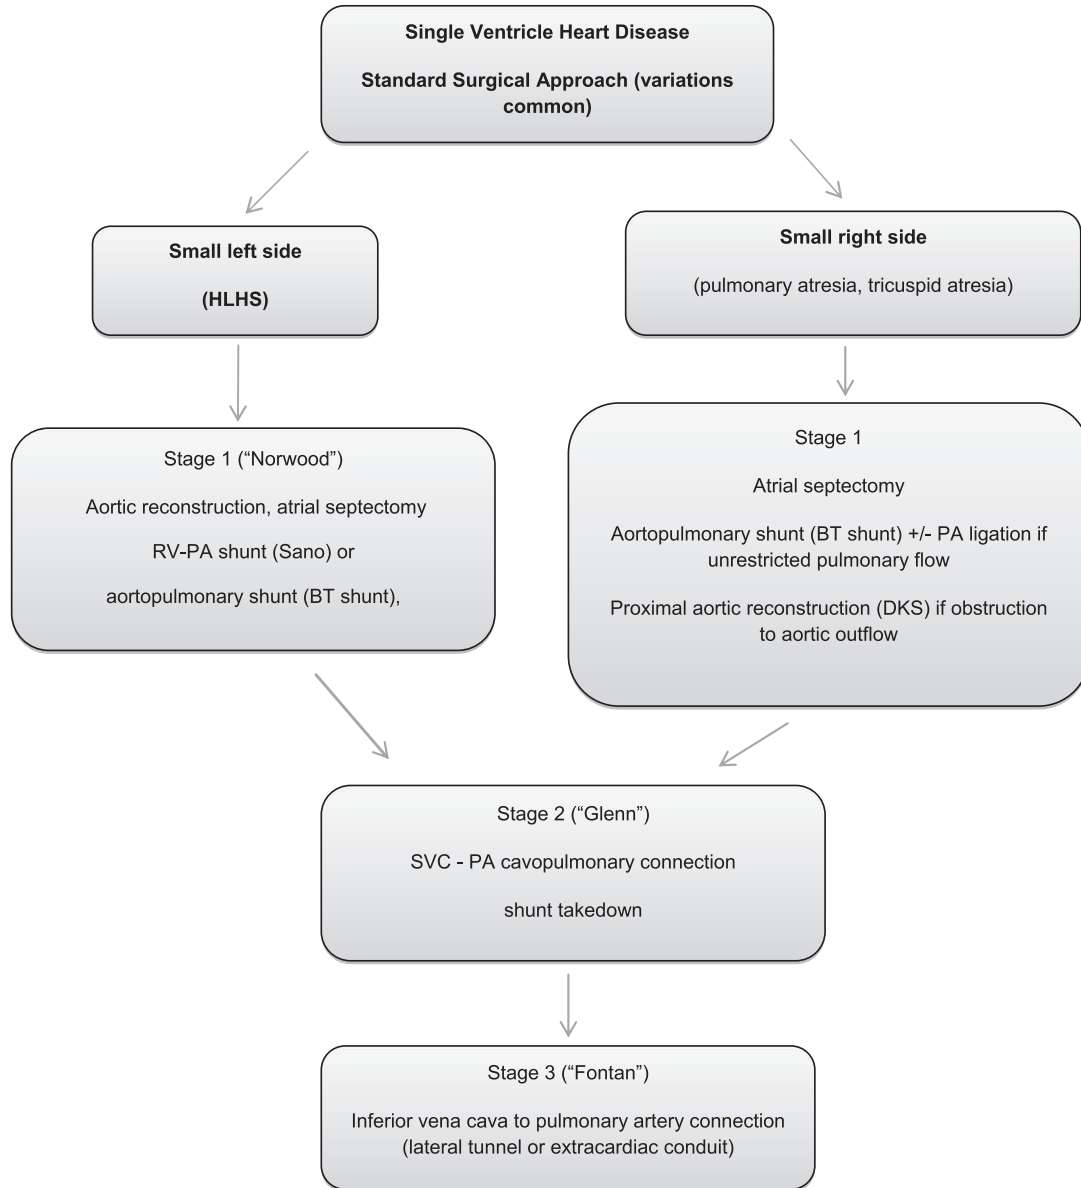 Single Ventricle Heart Disease
Standard Surgical Approach (variations
common)
Small left side
(HLHS)
Small right side
(pulmonary atresia, tricuspid atresia)
Stage 1 (“Norwood”)
Aortic reconstruction, atrial septectomy
RV-PA shunt (Sano) or
aortopulmonary shunt (BT shunt),
Stage 1
Atrial septectomy
Aortopulmonary shunt (BT shunt) +/- PA ligation if
unrestricted pulmonary flow
Proximal aortic reconstruction (DKS) if obstruction
to aortic outflow
Stage 2 (“Glenn”)
SVC - PA cavopulmonary connection
shunt takedown
Stage 3 (“Fontan”)
Inferior vena cava to pulmonary artery connection
(lateral tunnel or extracardiac conduit)